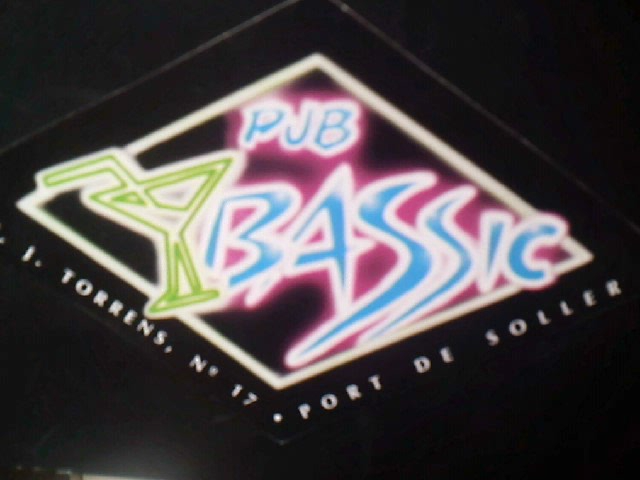 PUB
BASSIC
J. TORRENS, Nº 17 • PORT DE SOLLER